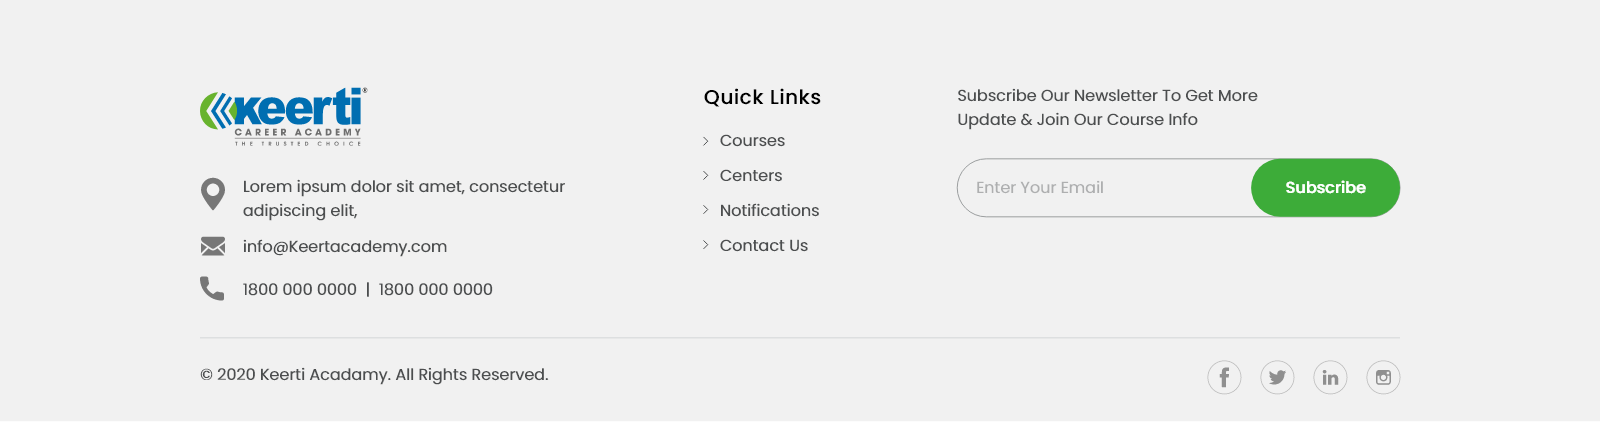 keerti®
CAREER ACADEMY
THE TRUSTED CHOICE
Lorem ipsum dolor sit amet, consectetur
adipiscing elit,
info@Keertacademy.com
1800 000 0000 | 1800 000 0000
Quick Links
Courses
Centers
Notifications
Contact Us
Subscribe Our Newsletter To Get More
Update & Join Our Course Info
Enter Your Email
Subscribe
© 2020 Keerti Acadamy. All Rights Reserved.